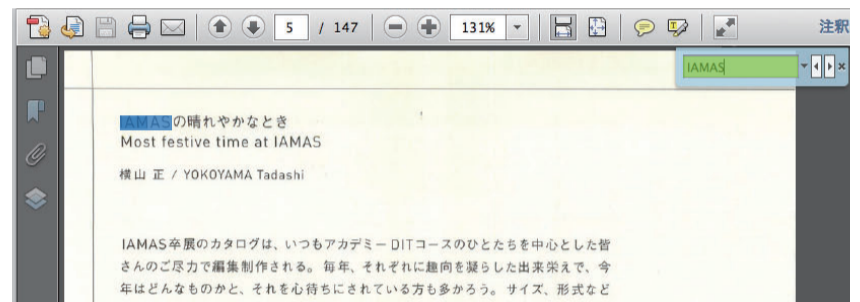 5 / 147
131%
注釈
IAMAS
IAMASの晴れやかなとき
Most festive time at IAMAS
横山 正 / YOKOYAMA Tadashi
IAMAS卒展のカタログは、いつもアカデミーDITコースのひとたちを中心とした皆
さんのご尽力で編集制作される。毎年、それぞれに趣向を凝らした出来栄えで、今
年はどんなものかと、それを心待ちにされている方も多かろう。サイズ、形式など